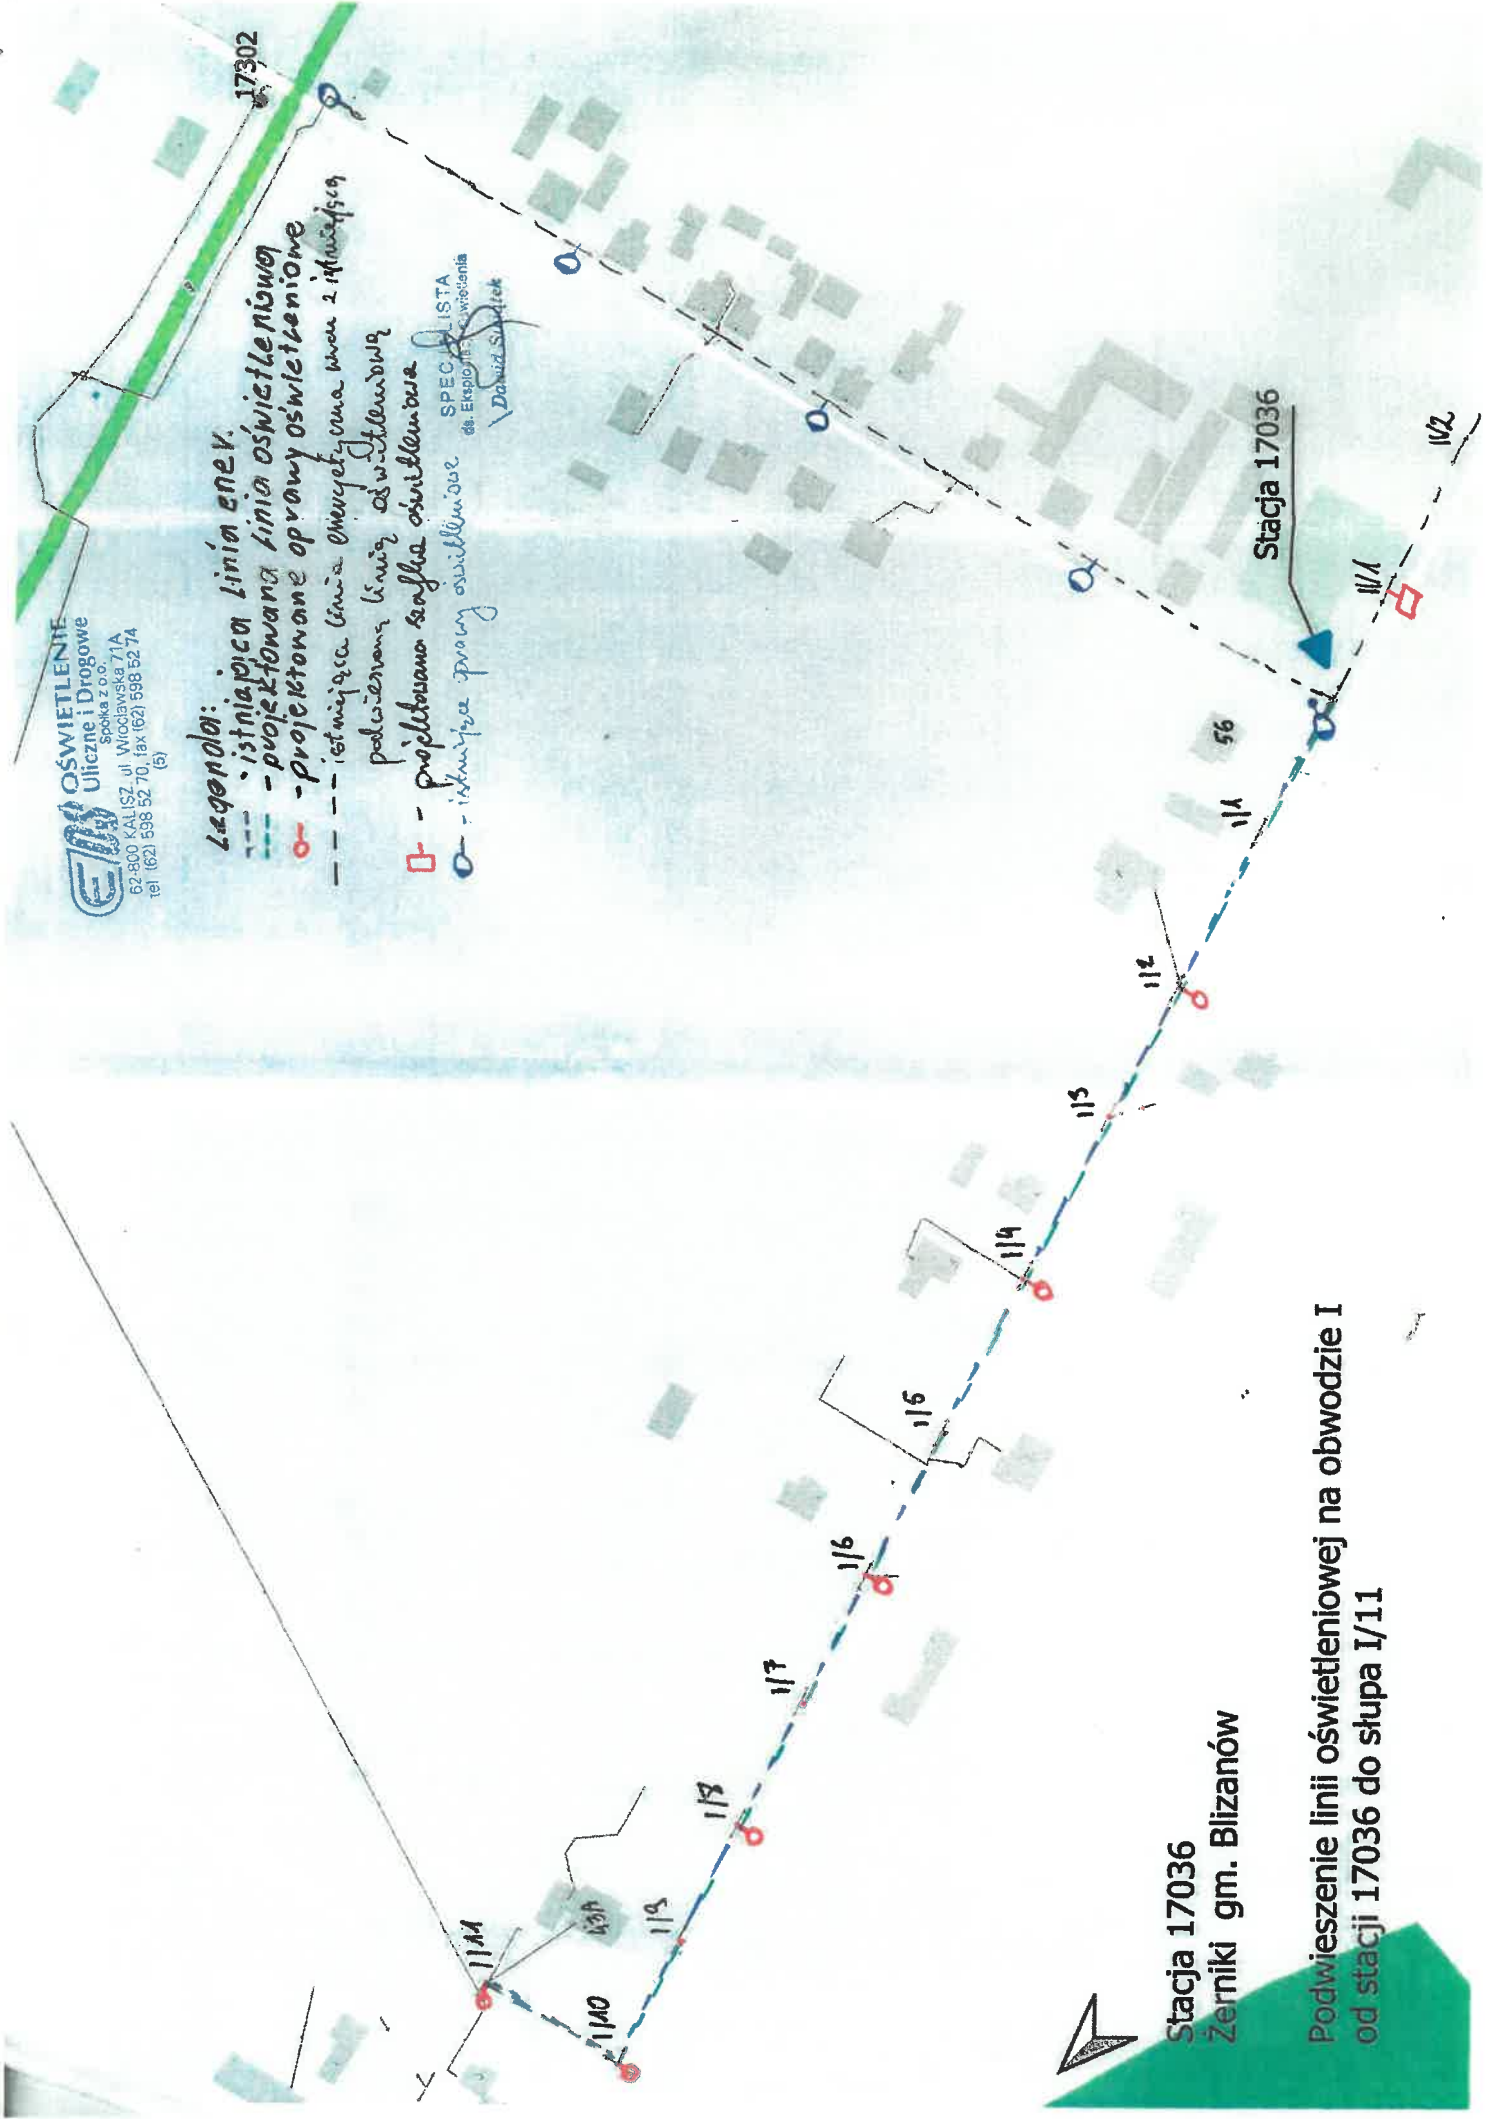 OŚWIETLENIE
Uliczne i Drogowe
Spółka z o.o.
62-800 KALISZ, ul Wrocławska 71A
tel (62) 598 52 70, fax (62) 598 52 74
(5)
Legenda:
--- - istniejąca linia ener.
--- - projektowana linia oświetleniowa
- projektowane oprawy oświetleniowe
--- - istniejąca linia energetyczna wraz z istniejącą
podwieszoną linią oświetleniową
- projektowana szafka oświetleniowa
- istniejące oprawy oświetleniowe
SPECJALISTA
ds. Eksploatacji Oświetlenia
Dawid
17302
Stacja 17036
IV/2
56
I/1
I/2
I/3
I/4
I/5
I/6
I/7
I/8
I/9
I/10
I/11
43A
Stacja 17036
Żerniki gm. Blizanów
Podwieszenie linii oświetleniowej na obwodzie I
od stacji 17036 do słupa I/11